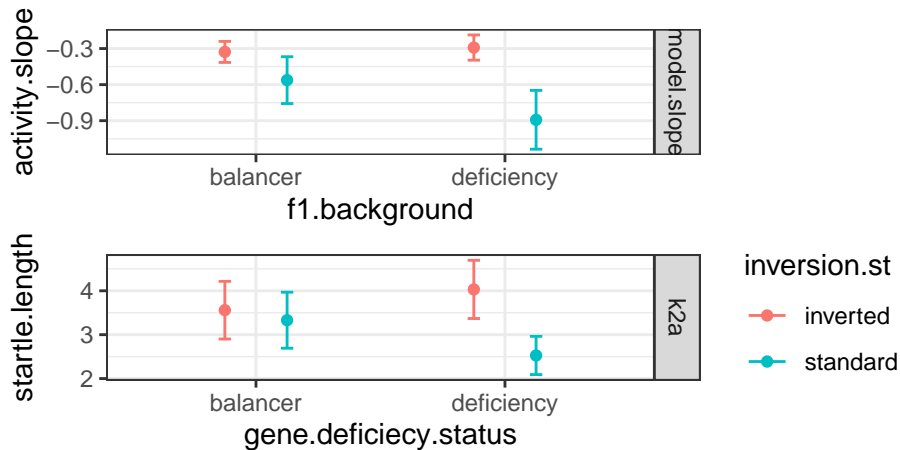 activity.slope
−0.3
−0.6
−0.9
model.slope
balancer deficiency
f1.background
startle.length
4
3
2
k2a
balancer deficiency
gene.deficiecy.status
inversion.st
inverted
standard